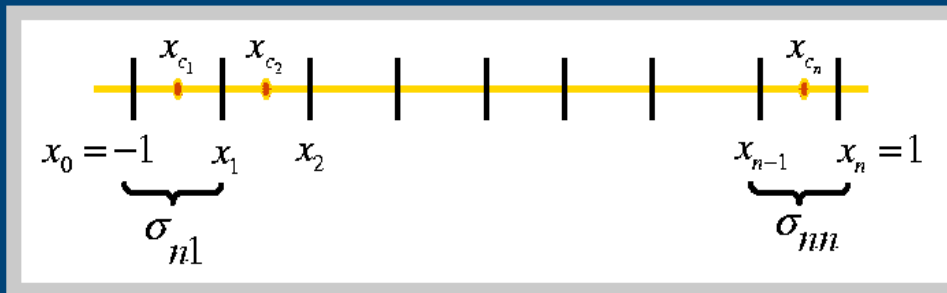 x_{c_1} x_{c_2} x_{c_n}
x_0 = -1 x_1 x_2 x_{n-1} x_n = 1
σ_{n1} σ_{nn}